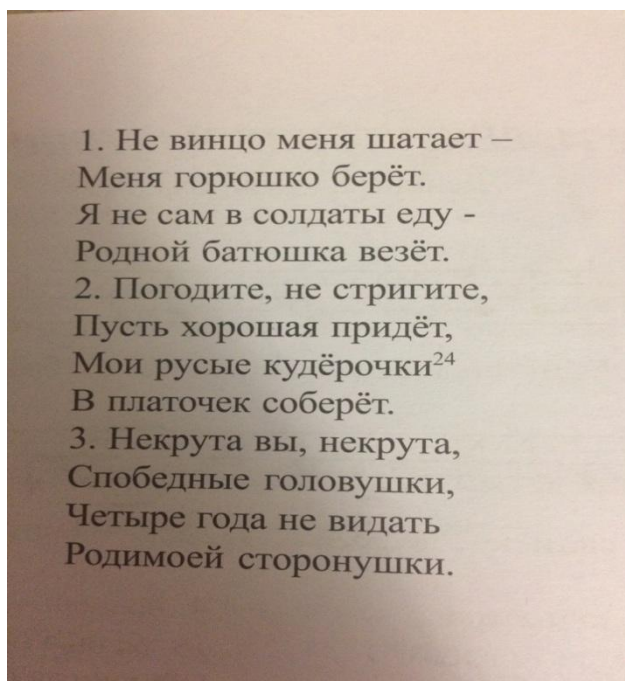 1. Не винцо меня шатает –
Меня горюшко берёт.
Я не сам в солдаты еду -
Родной батюшка везёт.
2. Погодите, не стригите,
Пусть хорошая придёт,
Мои русые кудёрочки²⁴
В платочек соберёт.
3. Некрута вы, некрута,
Спобедные головушки,
Четыре года не видать
Родимоей сторонушки.